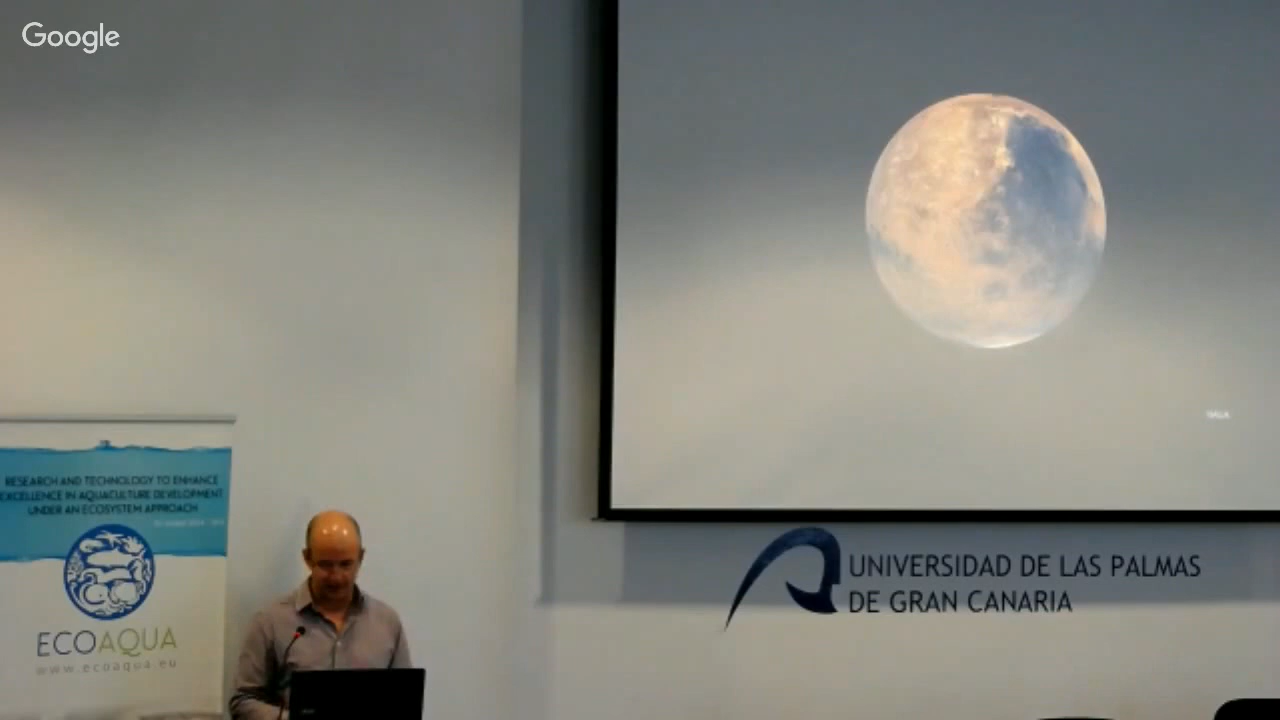 Google
RESEARCH AND TECHNOLOGY TO ENHANCE
EXCELLENCE IN AQUACULTURE DEVELOPMENT
UNDER AN ECOSYSTEM APPROACH
ECOAQUA
www.ecoaqua.eu
UNIVERSIDAD DE LAS PALMAS
DE GRAN CANARIA